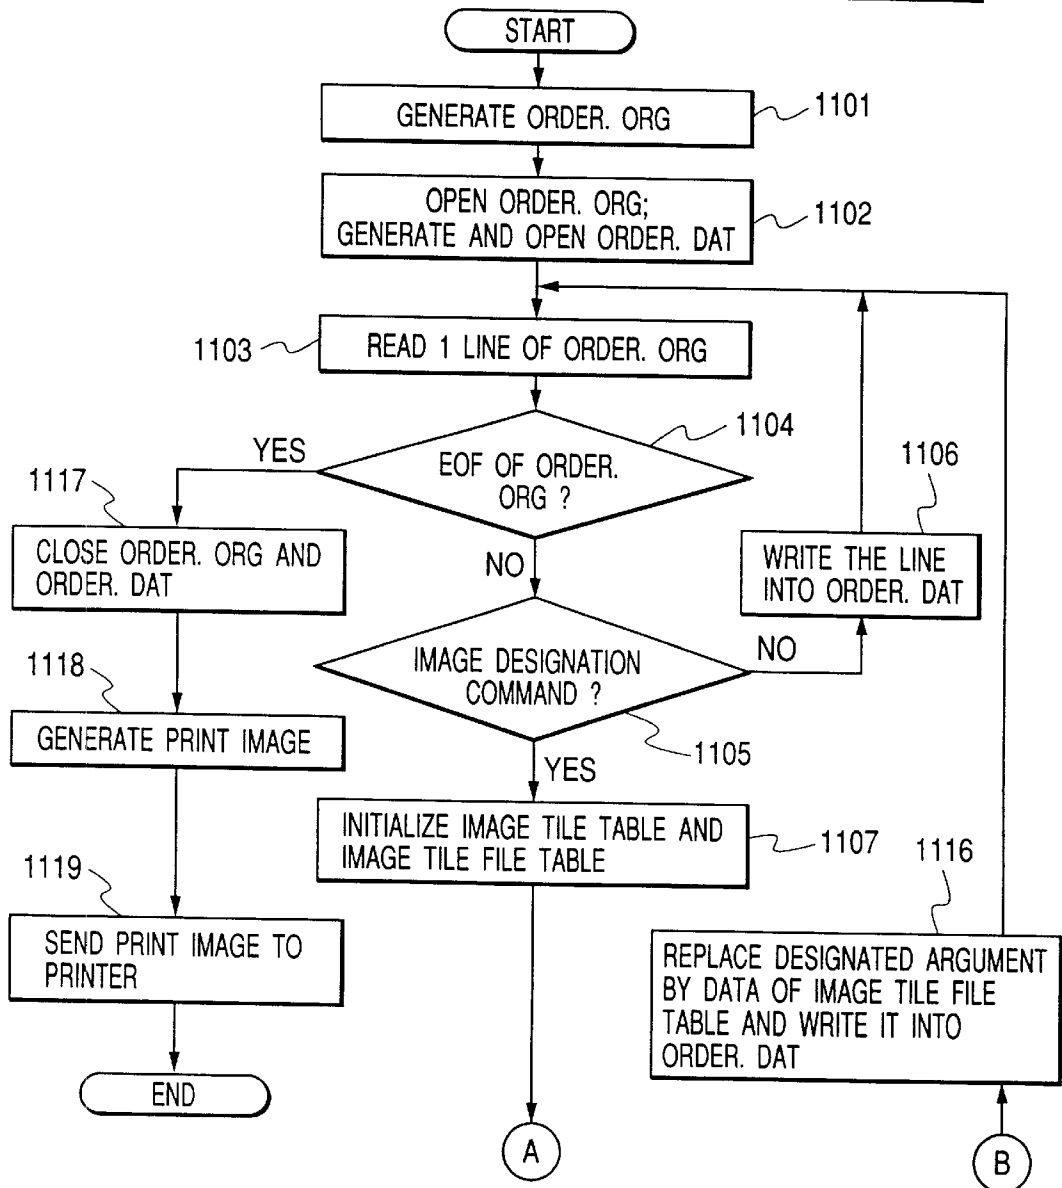 START
GENERATE ORDER. ORG
1101
OPEN ORDER. ORG;
GENERATE AND OPEN ORDER. DAT
1102
1103
READ 1 LINE OF ORDER. ORG
1104
YES
EOF OF ORDER.
ORG ?
1106
1117
CLOSE ORDER. ORG AND
ORDER. DAT
NO
WRITE THE LINE
INTO ORDER. DAT
1118
IMAGE DESIGNATION
COMMAND ?
NO
GENERATE PRINT IMAGE
1105
YES
INITIALIZE IMAGE TILE TABLE AND
IMAGE TILE FILE TABLE
1107
1116
1119
SEND PRINT IMAGE TO
PRINTER
REPLACE DESIGNATED ARGUMENT
BY DATA OF IMAGE TILE FILE
TABLE AND WRITE IT INTO
ORDER. DAT
END
A
B